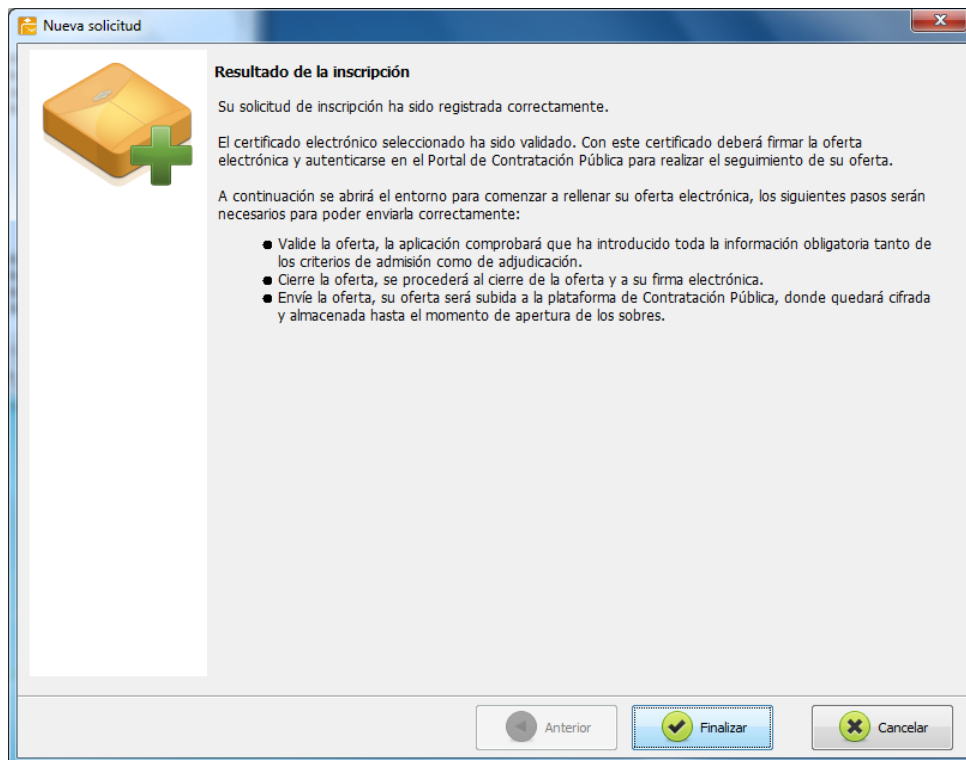 Nueva solicitud
x
Resultado de la inscripción
Su solicitud de inscripción ha sido registrada correctamente.
El certificado electrónico seleccionado ha sido validado. Con este certificado deberá firmar la oferta
electrónica y autenticarse en el Portal de Contratación Pública para realizar el seguimiento de su oferta.
A continuación se abrirá el entorno para comenzar a rellenar su oferta electrónica, los siguientes pasos serán
necesarios para poder enviarla correctamente:
● Valide la oferta, la aplicación comprobará que ha introducido toda la información obligatoria tanto de
los criterios de admisión como de adjudicación.
● Cierre la oferta, se procederá al cierre de la oferta y a su firma electrónica.
● Envíe la oferta, su oferta será subida a la plataforma de Contratación Pública, donde quedará cifrada
y almacenada hasta el momento de apertura de los sobres.
Anterior
Finalizar
Cancelar